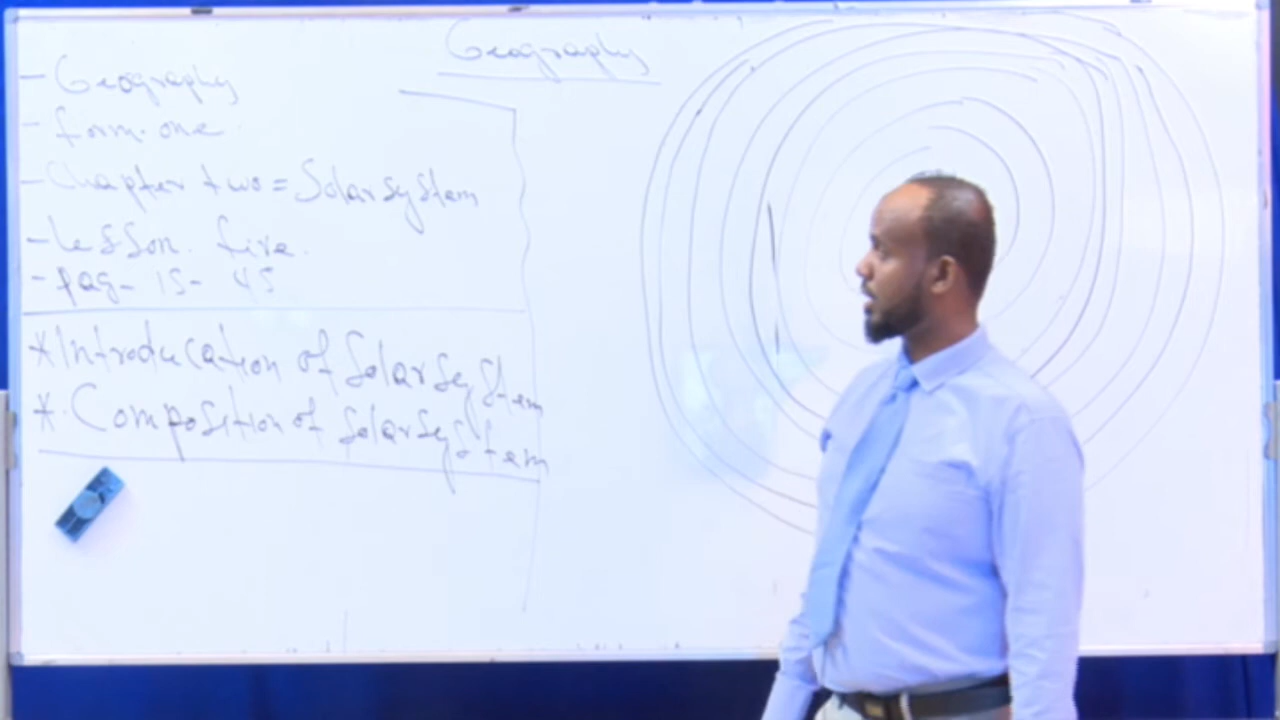 Geography
- Geography
- form. one
- Chapter two = Solar system
- Lesson. five.
- pag- 15- 45
* Introducation of Solar system
* Composition of Solar system